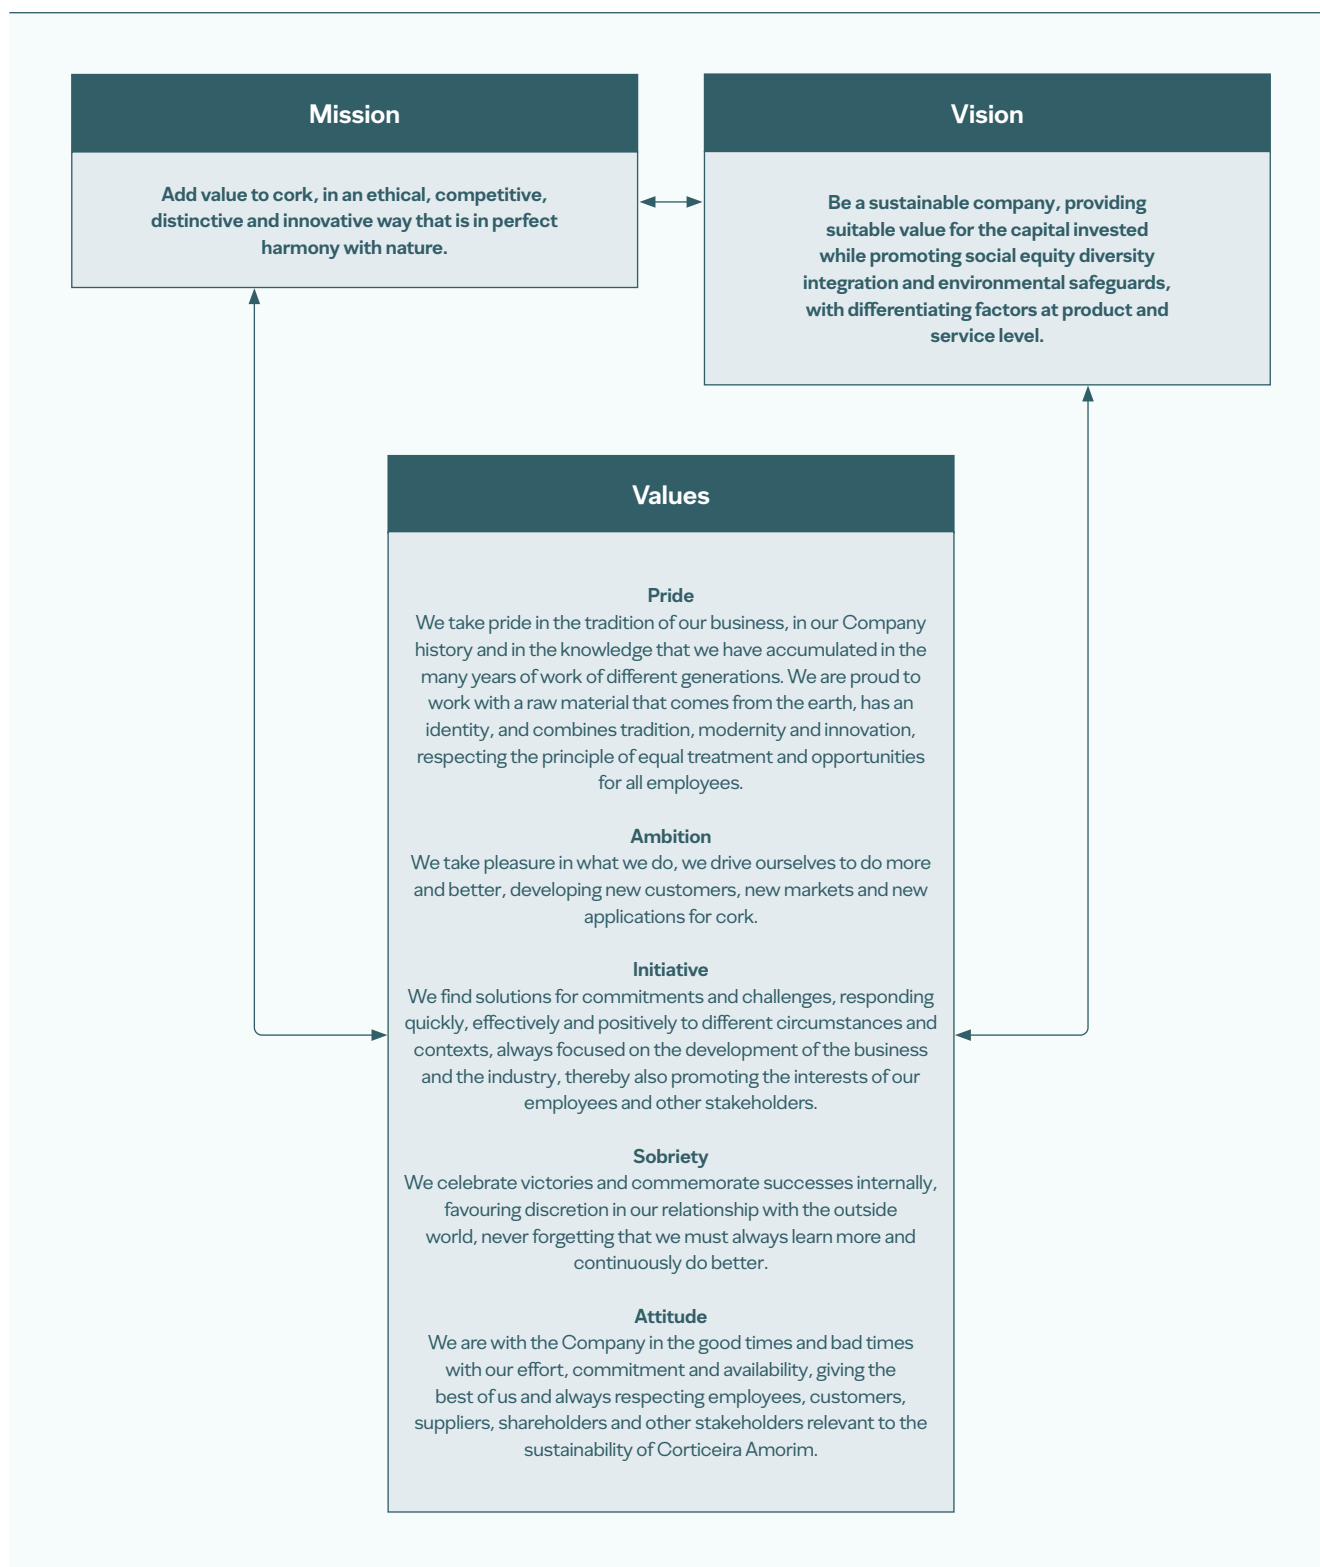 Mission
Add value to cork, in an ethical, competitive,
distinctive and innovative way that is in perfect
harmony with nature.
Vision
Be a sustainable company, providing
suitable value for the capital invested
while promoting social equity diversity
integration and environmental safeguards,
with differentiating factors at product and
service level.
Values
Pride
We take pride in the tradition of our business, in our Company
history and in the knowledge that we have accumulated in the
many years of work of different generations. We are proud to
work with a raw material that comes from the earth, has an
identity, and combines tradition, modernity and innovation,
respecting the principle of equal treatment and opportunities
for all employees.
Ambition
We take pleasure in what we do, we drive ourselves to do more
and better, developing new customers, new markets and new
applications for cork.
Initiative
We find solutions for commitments and challenges, responding
quickly, effectively and positively to different circumstances and
contexts, always focused on the development of the business
and the industry, thereby also promoting the interests of our
employees and other stakeholders.
Sobriety
We celebrate victories and commemorate successes internally,
favouring discretion in our relationship with the outside
world, never forgetting that we must always learn more and
continuously do better.
Attitude
We are with the Company in the good times and bad times
with our effort, commitment and availability, giving the
best of us and always respecting employees, customers,
suppliers, shareholders and other stakeholders relevant to the
sustainability of Corticeira Amorim.